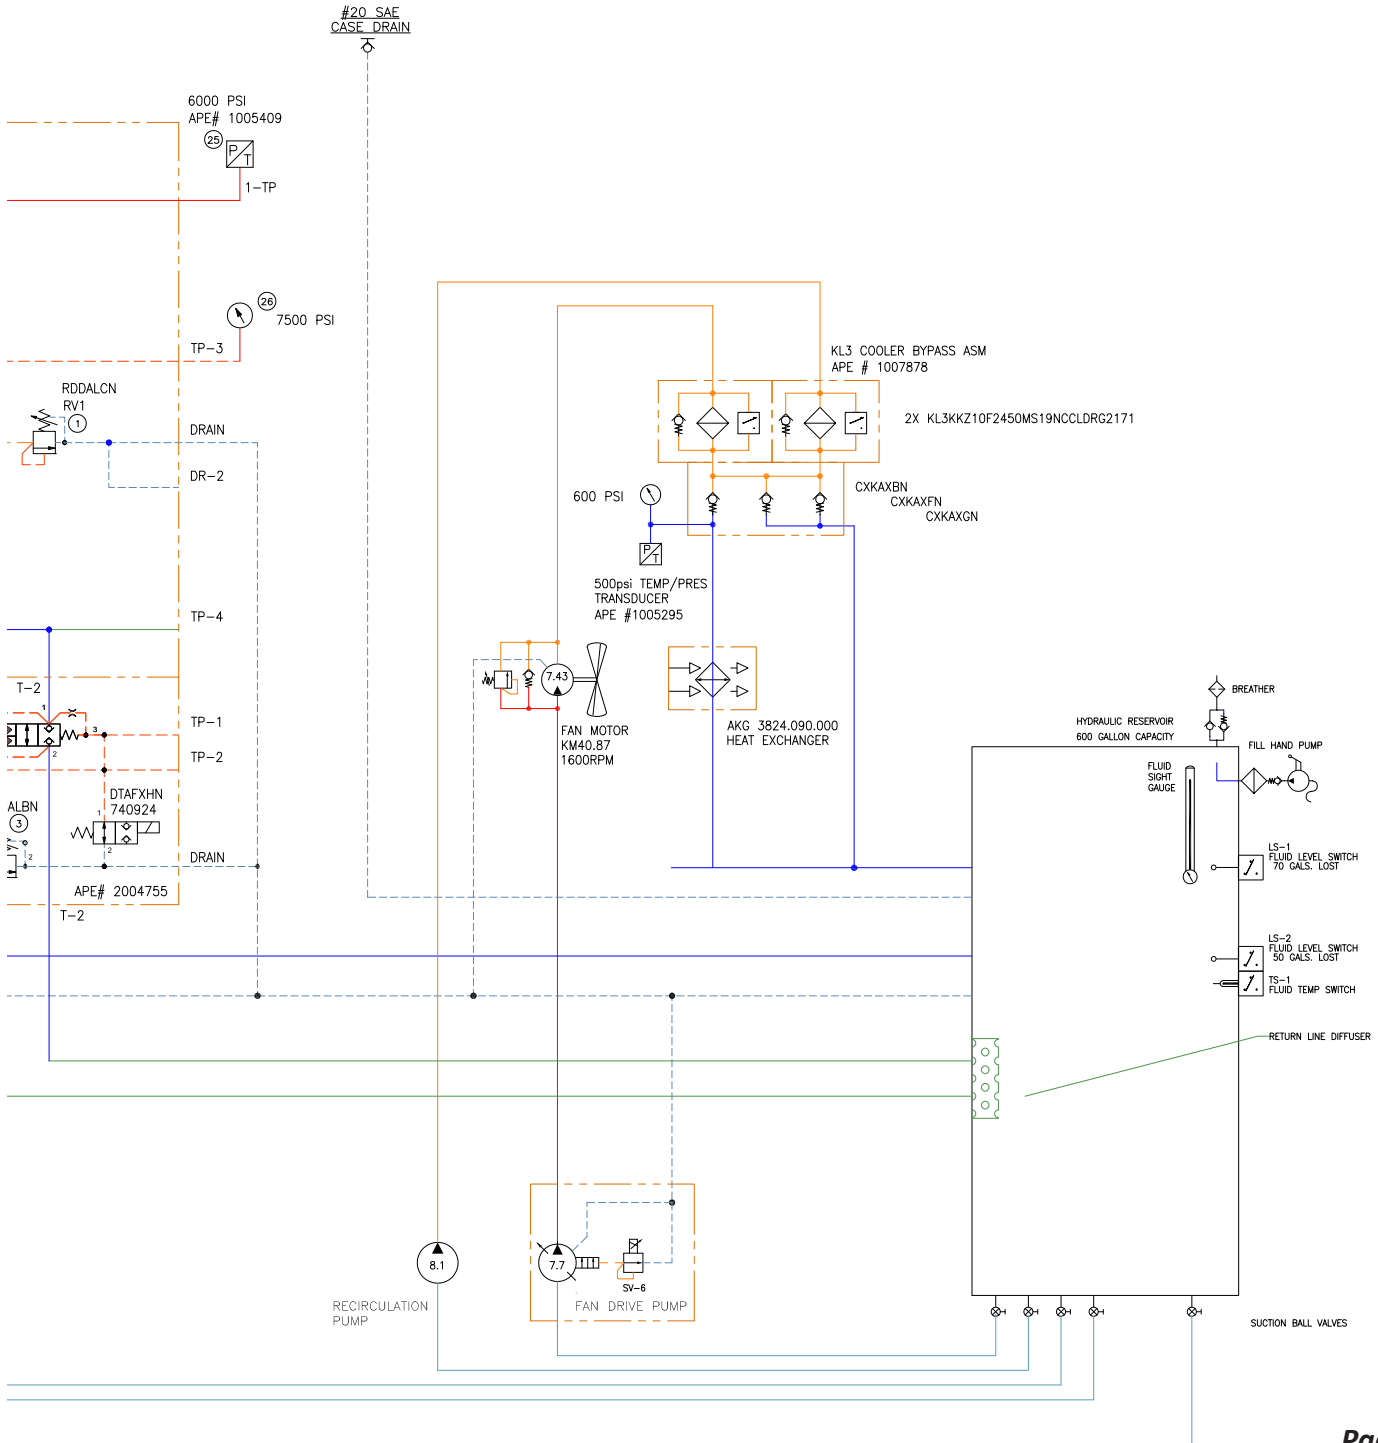 #20 SAE
CASE DRAIN
6000 PSI
APE# 1005409
25
P
T
1-TP
26
7500 PSI
TP-3
KL3 COOLER BYPASS ASM
APE # 1007878
RDDALCN
RV1
1
2X KL3KKZ10F2450MS19NCCLDRG2171
DRAIN
DR-2
CXKAXBN
CXKAXFN
CXKAXGN
600 PSI
P
T
500psi TEMP/PRES
TRANSDUCER
APE #1005295
TP-4
7.43
T-2
1
TP-1
3
2
TP-2
FAN MOTOR
KM40.87
1600RPM
AKG 3824.090.000
HEAT EXCHANGER
BREATHER
HYDRAULIC RESERVOIR
600 GALLON CAPACITY
FILL HAND PUMP
FLUID
SIGHT
GAUGE
DTAFXHN
740924
ALBN
3
1
2
2
DRAIN
LS-1
FLUID LEVEL SWITCH
70 GALS. LOST
APE# 2004755
T-2
LS-2
FLUID LEVEL SWITCH
50 GALS. LOST
TS-1
FLUID TEMP SWITCH
RETURN LINE DIFFUSER
8.1
7.7
SV-6
RECIRCULATION
PUMP
FAN DRIVE PUMP
SUCTION BALL VALVES